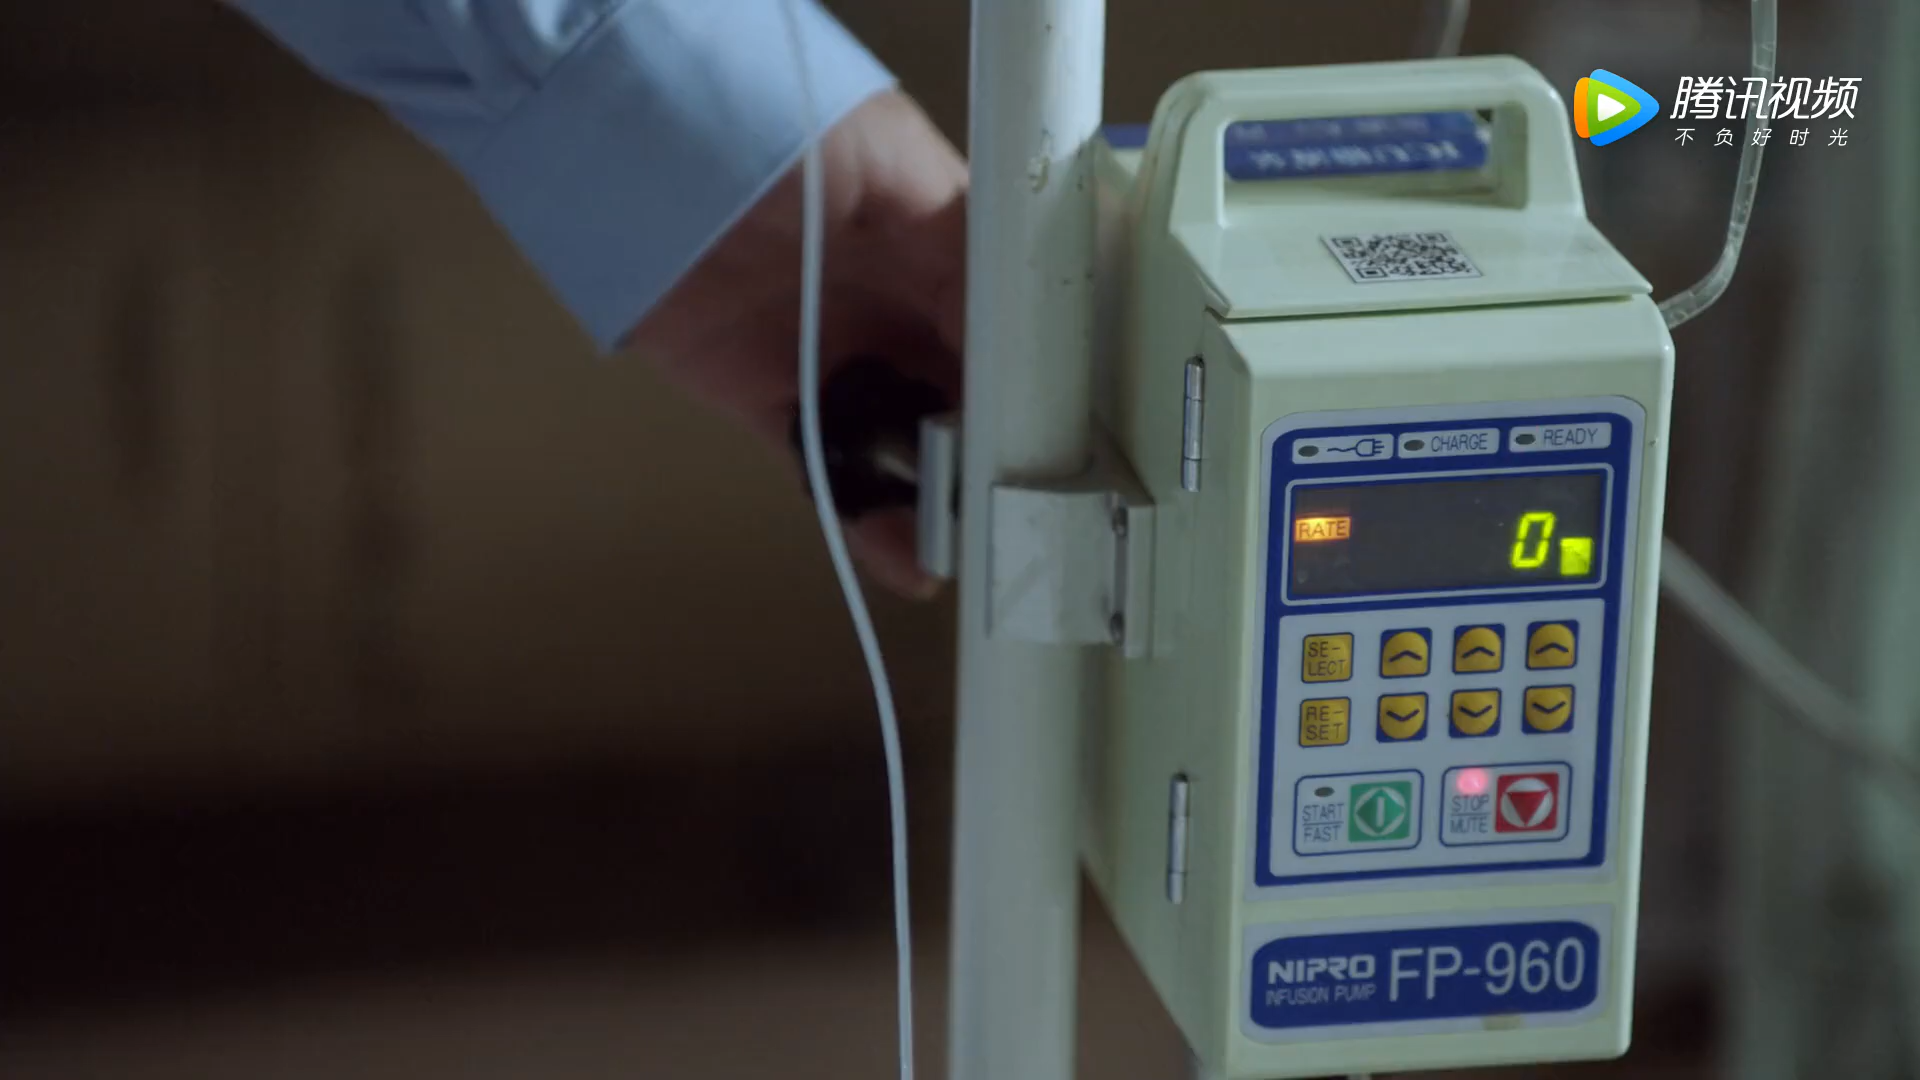 腾讯视频
不负好时光
CHARGE
READY
RATE
0
SE-
LECT
RE-
SET
START
FAST
STOP
MUTE
NIPRO
INFUSION PUMP
FP-960